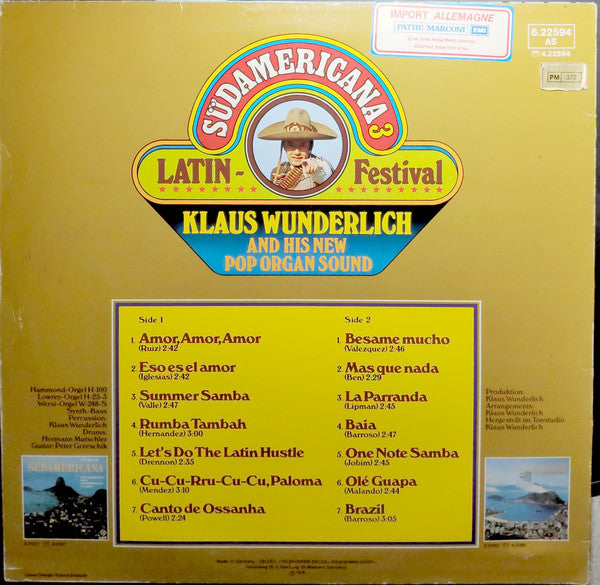 IMPORT ALLEMAGNE
PATHE MARCONI EMI
6.22594
AS
4.22594
PM 372
SÜDAMERICANA 3
LATIN - Festival
KLAUS WUNDERLICH
AND HIS NEW
POP ORGAN SOUND
Side 1
1. Amor, Amor, Amor
(Ruiz) 2:42
2. Eso es el amor
(Iglesias) 2:42
3. Summer Samba
(Valle) 2:47
4. Rumba Tambah
(Hernandez) 3:00
5. Let's Do The Latin Hustle
(Drennon) 2:35
6. Cu-Cu-Rru-Cu-Cu, Paloma
(Mendez) 3:10
7. Canto de Ossanha
(Powell) 2:24
Side 2
1. Besame mucho
(Valezquez) 2:46
2. Mas que nada
(Ben) 2:29
3. La Parranda
(Lipman) 2:45
4. Baía
(Barroso) 2:47
5. One Note Samba
(Jobim) 2:45
6. Olé Guapa
(Malando) 2:44
7. Brazil
(Barroso) 3:05
Hammond-Orgel H-100
Lowrey-Orgel H-25-3
Wersi-Orgel W-248-S
Synth.-Bass
Percussion:
Klaus Wunderlich
Drums:
Hermann Mutschler
Guitar: Peter Grzeschik
Produktion:
Klaus Wunderlich
Arrangements:
Klaus Wunderlich
Hergestellt im Tonstudio
Klaus Wunderlich
SÜDAMERICANA
Made in Germany